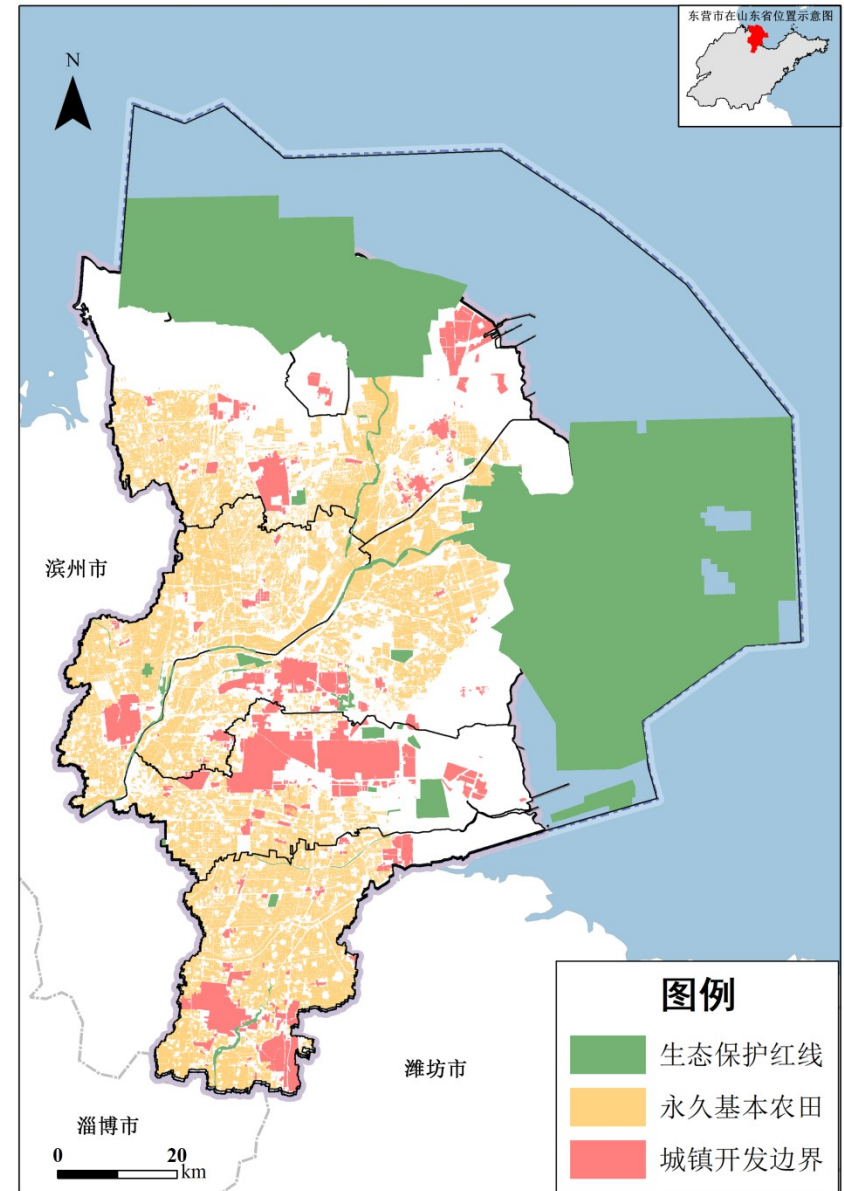 东营市在山东省位置示意图
N
滨州市
潍坊市
淄博市
0 20
km
图例
生态保护红线
永久基本农田
城镇开发边界